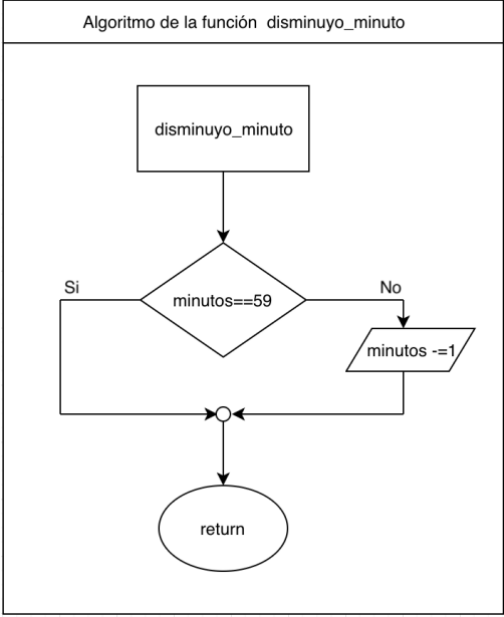 Algoritmo de la función disminuyo_minuto
disminuyo_minuto
Si
minutos==59
No
minutos -=1
return